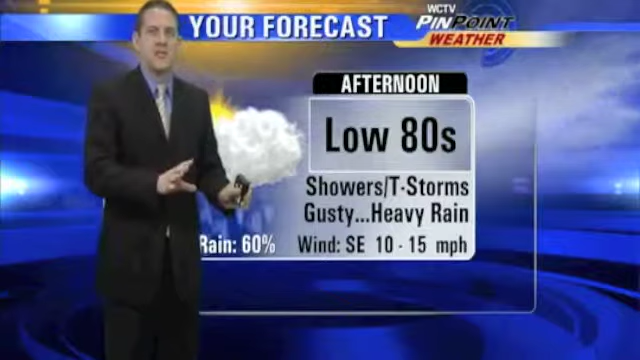 YOUR FORECAST
WCTV
PINPOINT
WEATHER
AFTERNOON
Low 80s
Showers/T-Storms
Gusty...Heavy Rain
Rain: 60%
Wind: SE 10 - 15 mph